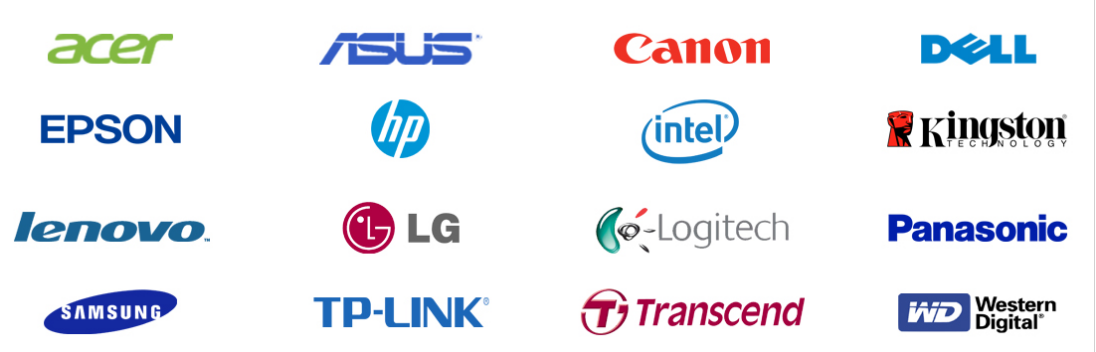 acer
ASUS
Canon
DELL
EPSON
hp
intel
Kingston
TECHNOLOGY
lenovo
LG LG
Logitech
Panasonic
SAMSUNG
TP-LINK
T Transcend
WD Western
Digital